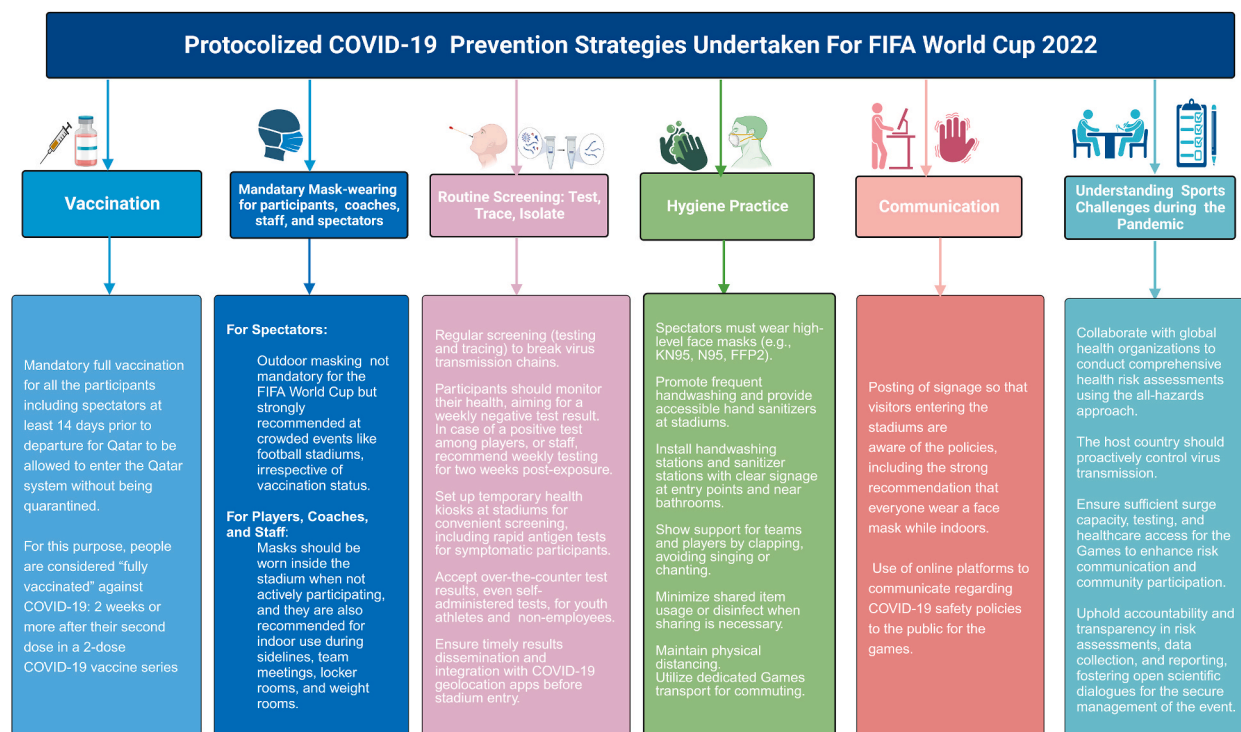 Protocolized COVID-19 Prevention Strategies Undertaken For FIFA World Cup 2022
Vaccination
Mandatory full vaccination
for all the participants
including spectators at
least 14 days prior to
departure for Qatar to be
allowed to enter the Qatar
system without being
quarantined.
For this purpose, people
are considered “fully
vaccinated” against
COVID-19: 2 weeks or
more after their second
dose in a 2-dose
COVID-19 vaccine series
Mandatary Mask-wearing
for participants, coaches,
staff, and spectators
For Spectators:
Outdoor masking not
mandatory for the
FIFA World Cup but
strongly
recommended at
crowded events like
football stadiums,
irrespective of
vaccination status.
For Players, Coaches,
and Staff:
Masks should be
worn inside the
stadium when not
actively participating,
and they are also
recommended for
indoor use during
sidelines, team
meetings, locker
rooms, and weight
rooms.
Routine Screening: Test,
Trace, Isolate
Regular screening (testing
and tracing) to break virus
transmission chains.
Participants should monitor
their health, aiming for a
weekly negative test result.
In case of a positive test
among players, or staff,
recommend weekly testing
for two weeks post-exposure.
Set up temporary health
kiosks at stadiums for
convenient screening,
including rapid antigen tests
for symptomatic participants.
Accept over-the-counter test
results, even self-
administered tests, for youth
athletes and non-employees.
Ensure timely results
dissemination and
integration with COVID-19
geolocation apps before
stadium entry.
Hygiene Practice
Spectators must wear high-
level face masks (e.g.,
KN95, N95, FFP2).
Promote frequent
handwashing and provide
accessible hand sanitizers
at stadiums.
Install handwashing
stations and sanitizer
stations with clear signage
at entry points and near
bathrooms.
Show support for teams
and players by clapping,
avoiding singing or
chanting.
Minimize shared item
usage or disinfect when
sharing is necessary.
Maintain physical
distancing.
Utilize dedicated Games
transport for commuting.
Communication
Posting of signage so that
visitors entering the
stadiums are
aware of the policies,
including the strong
recommendation that
everyone wear a face
mask while indoors.
Use of online platforms to
communicate regarding
COVID-19 safety policies
to the public for the
games.
Understanding Sports
Challenges during the
Pandemic
Collaborate with global
health organizations to
conduct comprehensive
health risk assessments
using the all-hazards
approach.
The host country should
proactively control virus
transmission.
Ensure sufficient surge
capacity, testing, and
healthcare access for the
Games to enhance risk
communication and
community participation.
Uphold accountability and
transparency in risk
assessments, data
collection, and reporting,
fostering open scientific
dialogues for the secure
management of the event.